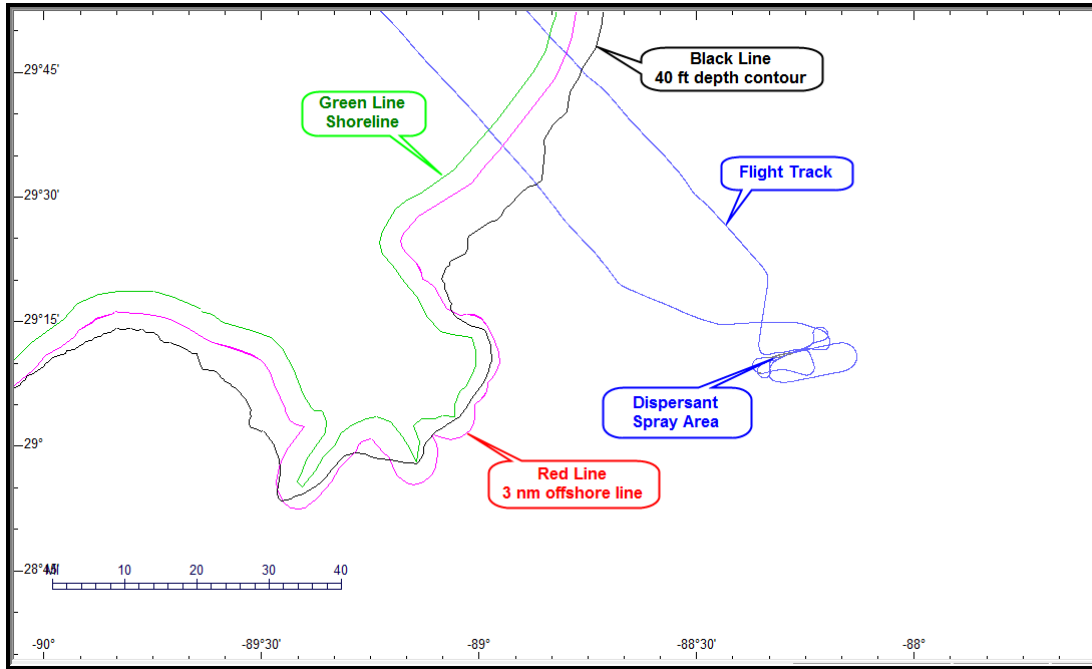 29°45'
Black Line
40 ft depth contour
Green Line
Shoreline
Flight Track
29°30'
29°15'
Dispersant
Spray Area
29°
Red Line
3 nm offshore line
28°45'
10 20 30 40
-90° -89°30' -89° -88°30' -88°